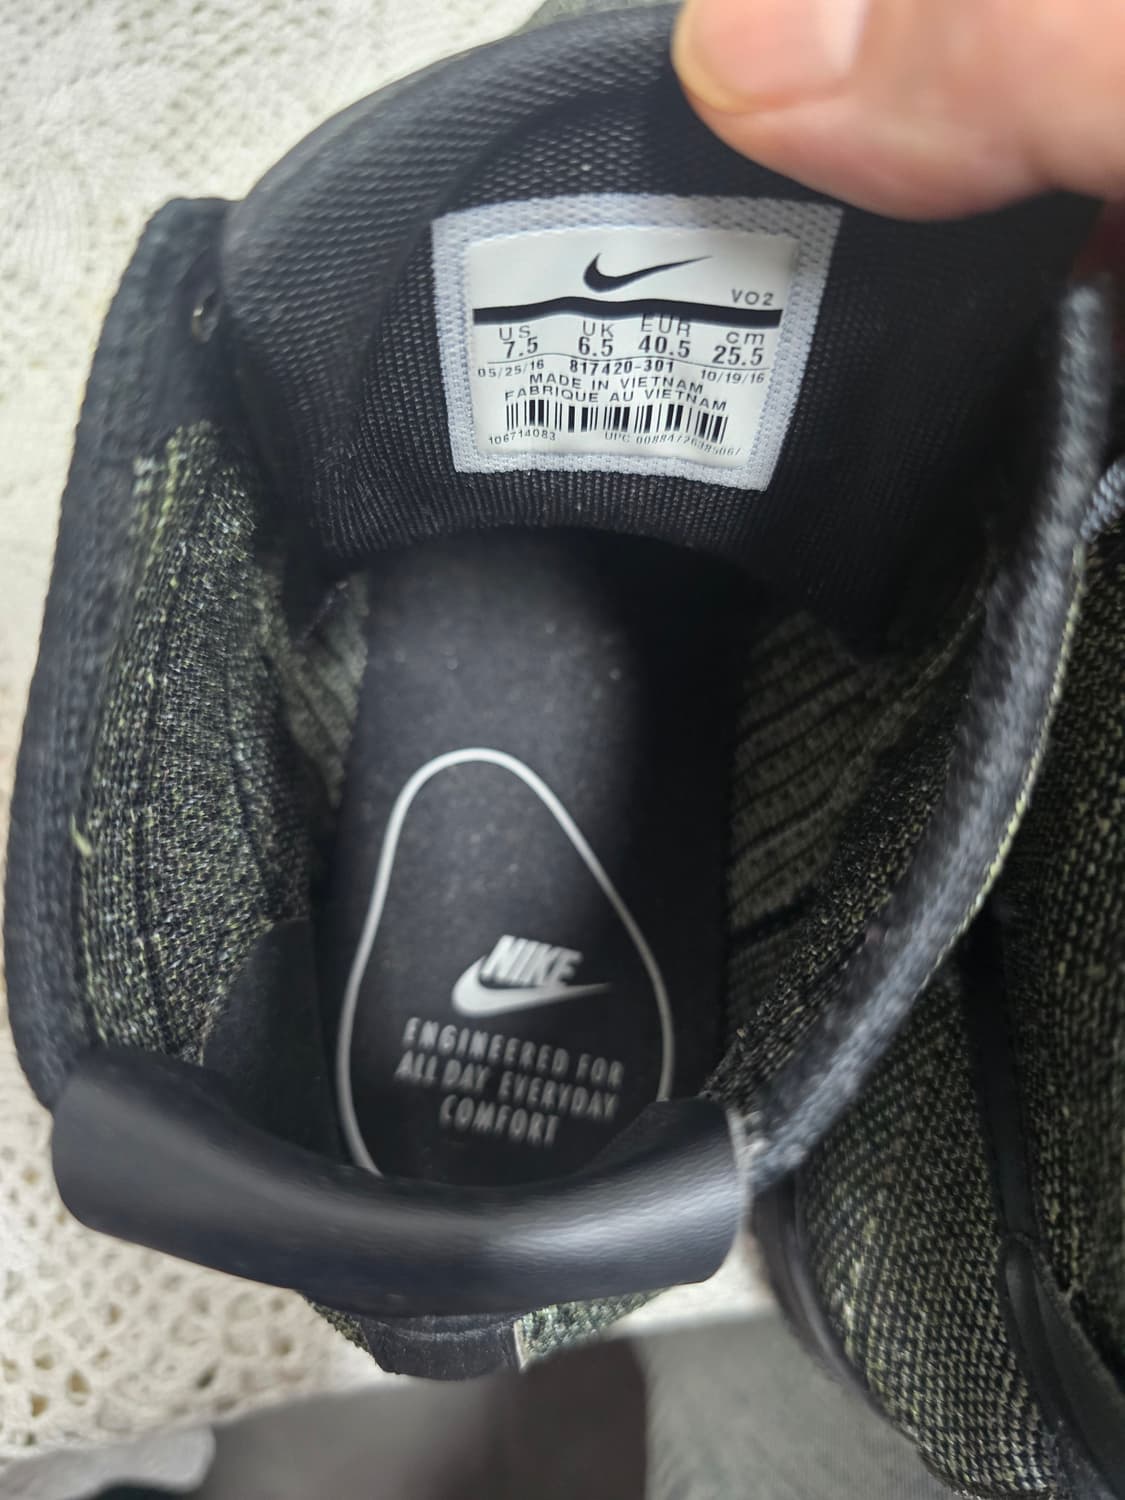 VO2
US UK EUR cm
7.5 6.5 40.5 25.5
05/25/16 817420-301 10/19/16
MADE IN VIETNAM
FABRIQUE AU VIETNAM
106714083 UPC
NIKE
ENGINEERED FOR
ALL DAY EVERYDAY
COMFORT